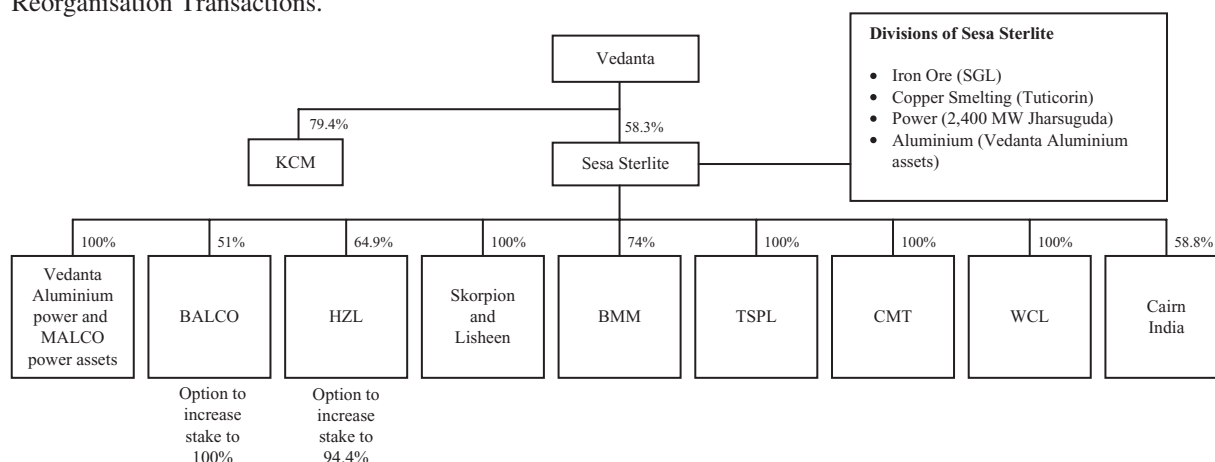 Reorganisation Transactions.
Divisions of Sesa Sterlite
• Iron Ore (SGL)
• Copper Smelting (Tuticorin)
• Power (2,400 MW Jharsuguda)
• Aluminium (Vedanta Aluminium
assets)
Vedanta
79.4%
58.3%
KCM
Sesa Sterlite
100%
51%
64.9%
100%
74%
100%
100%
100%
58.8%
Vedanta
Aluminium
power and
MALCO
power assets
BALCO
HZL
Skorpion
and
Lisheen
BMM
TSPL
CMT
WCL
Cairn
India
Option to
increase
stake to
100%
Option to
increase
stake to
94.4%